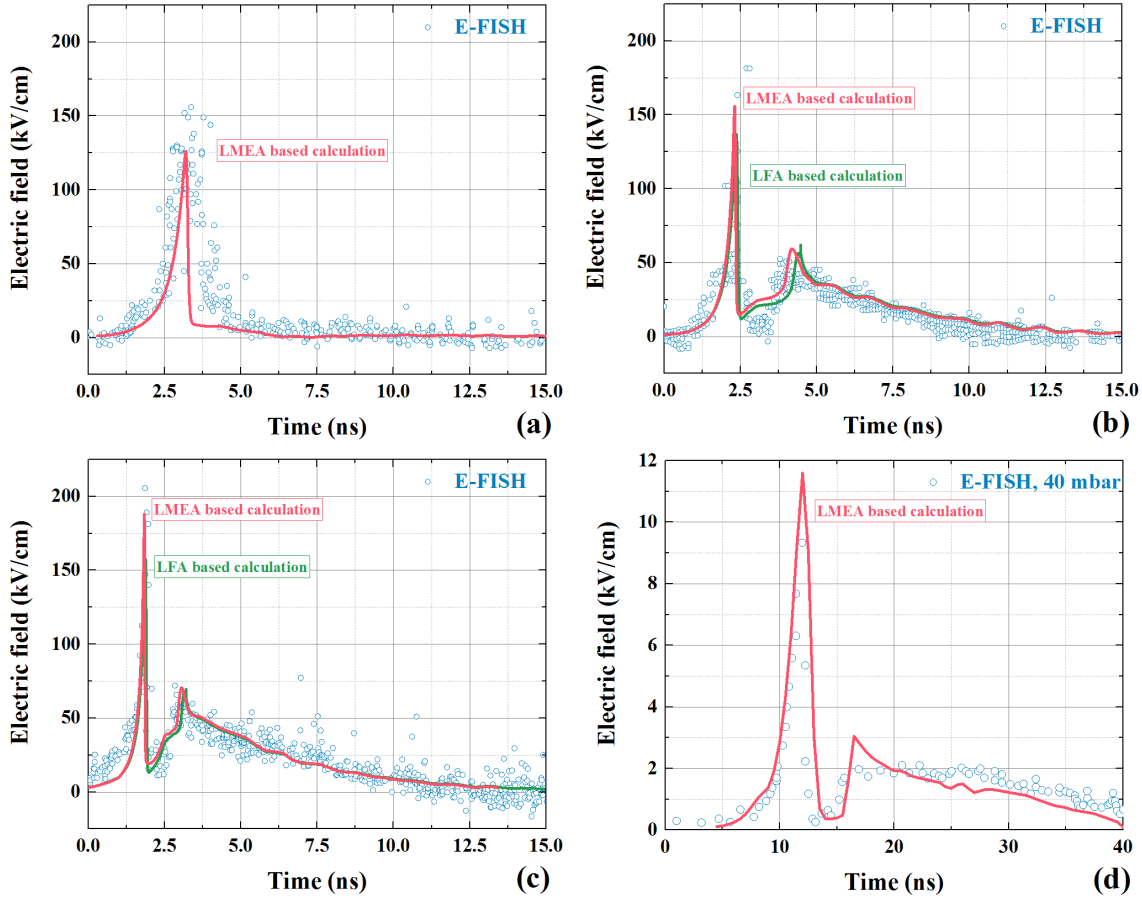 E-FISH
LMEA based calculation
Electric field (kV/cm)
200
150
100
50
0
0.0 2.5 5.0 7.5 10.0 12.5 15.0
Time (ns)
(a)
E-FISH
LMEA based calculation
LFA based calculation
Electric field (kV/cm)
200
150
100
50
0
0.0 2.5 5.0 7.5 10.0 12.5 15.0
Time (ns)
(b)
E-FISH
LMEA based calculation
LFA based calculation
Electric field (kV/cm)
200
150
100
50
0
0.0 2.5 5.0 7.5 10.0 12.5 15.0
Time (ns)
(c)
E-FISH, 40 mbar
LMEA based calculation
Electric field (kV/cm)
12
10
8
6
4
2
0
0 10 20 30 40
Time (ns)
(d)